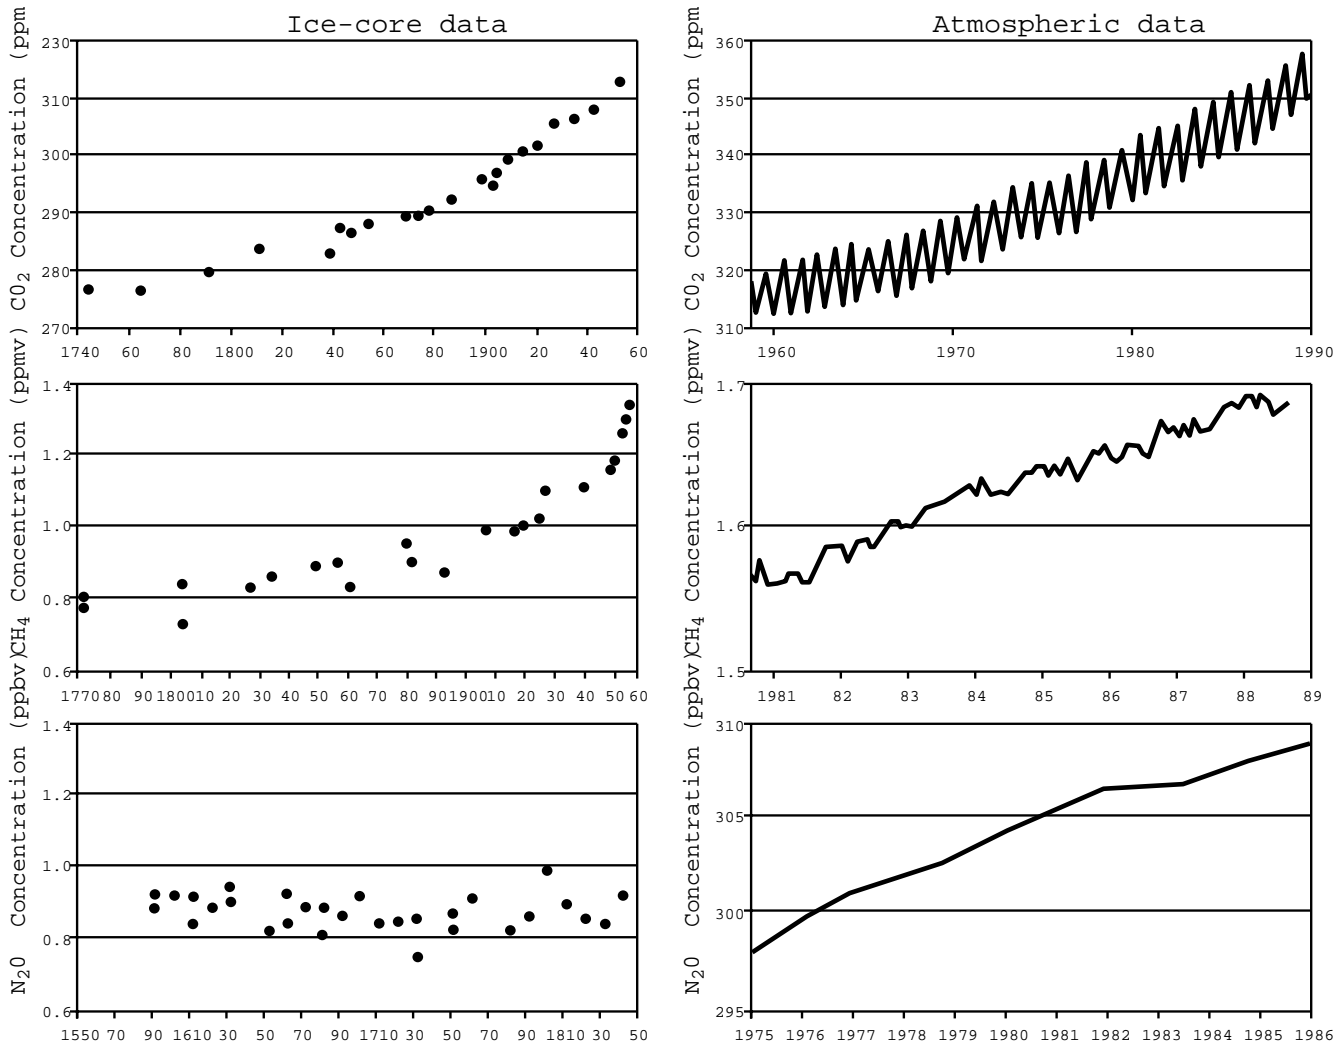 Ice-core data
Atmospheric data
CO2 Concentration (ppmv)
230
310
300
290
280
270
1740 60 80 1800 20 40 60 80 1900 20 40 60
CO2 Concentration (ppmv)
360
350
340
330
320
310
1960 1970 1980 1990
CH4 Concentration (ppmv)
1.4
1.2
1.0
0.8
0.6
1770 80 90 1800 10 20 30 40 50 60 70 80 90 1900 10 20 30 40 50 60
CH4 Concentration (ppmv)
1.7
1.6
1.5
1981 82 83 84 85 86 87 88 89
N2O Concentration (ppbv)
1.4
1.2
1.0
0.8
0.6
1550 70 90 1610 30 50 70 90 1710 30 50 70 90 1810 30 50
N2O Concentration (ppbv)
310
305
300
295
1975 1976 1977 1978 1979 1980 1981 1982 1983 1984 1985 1986